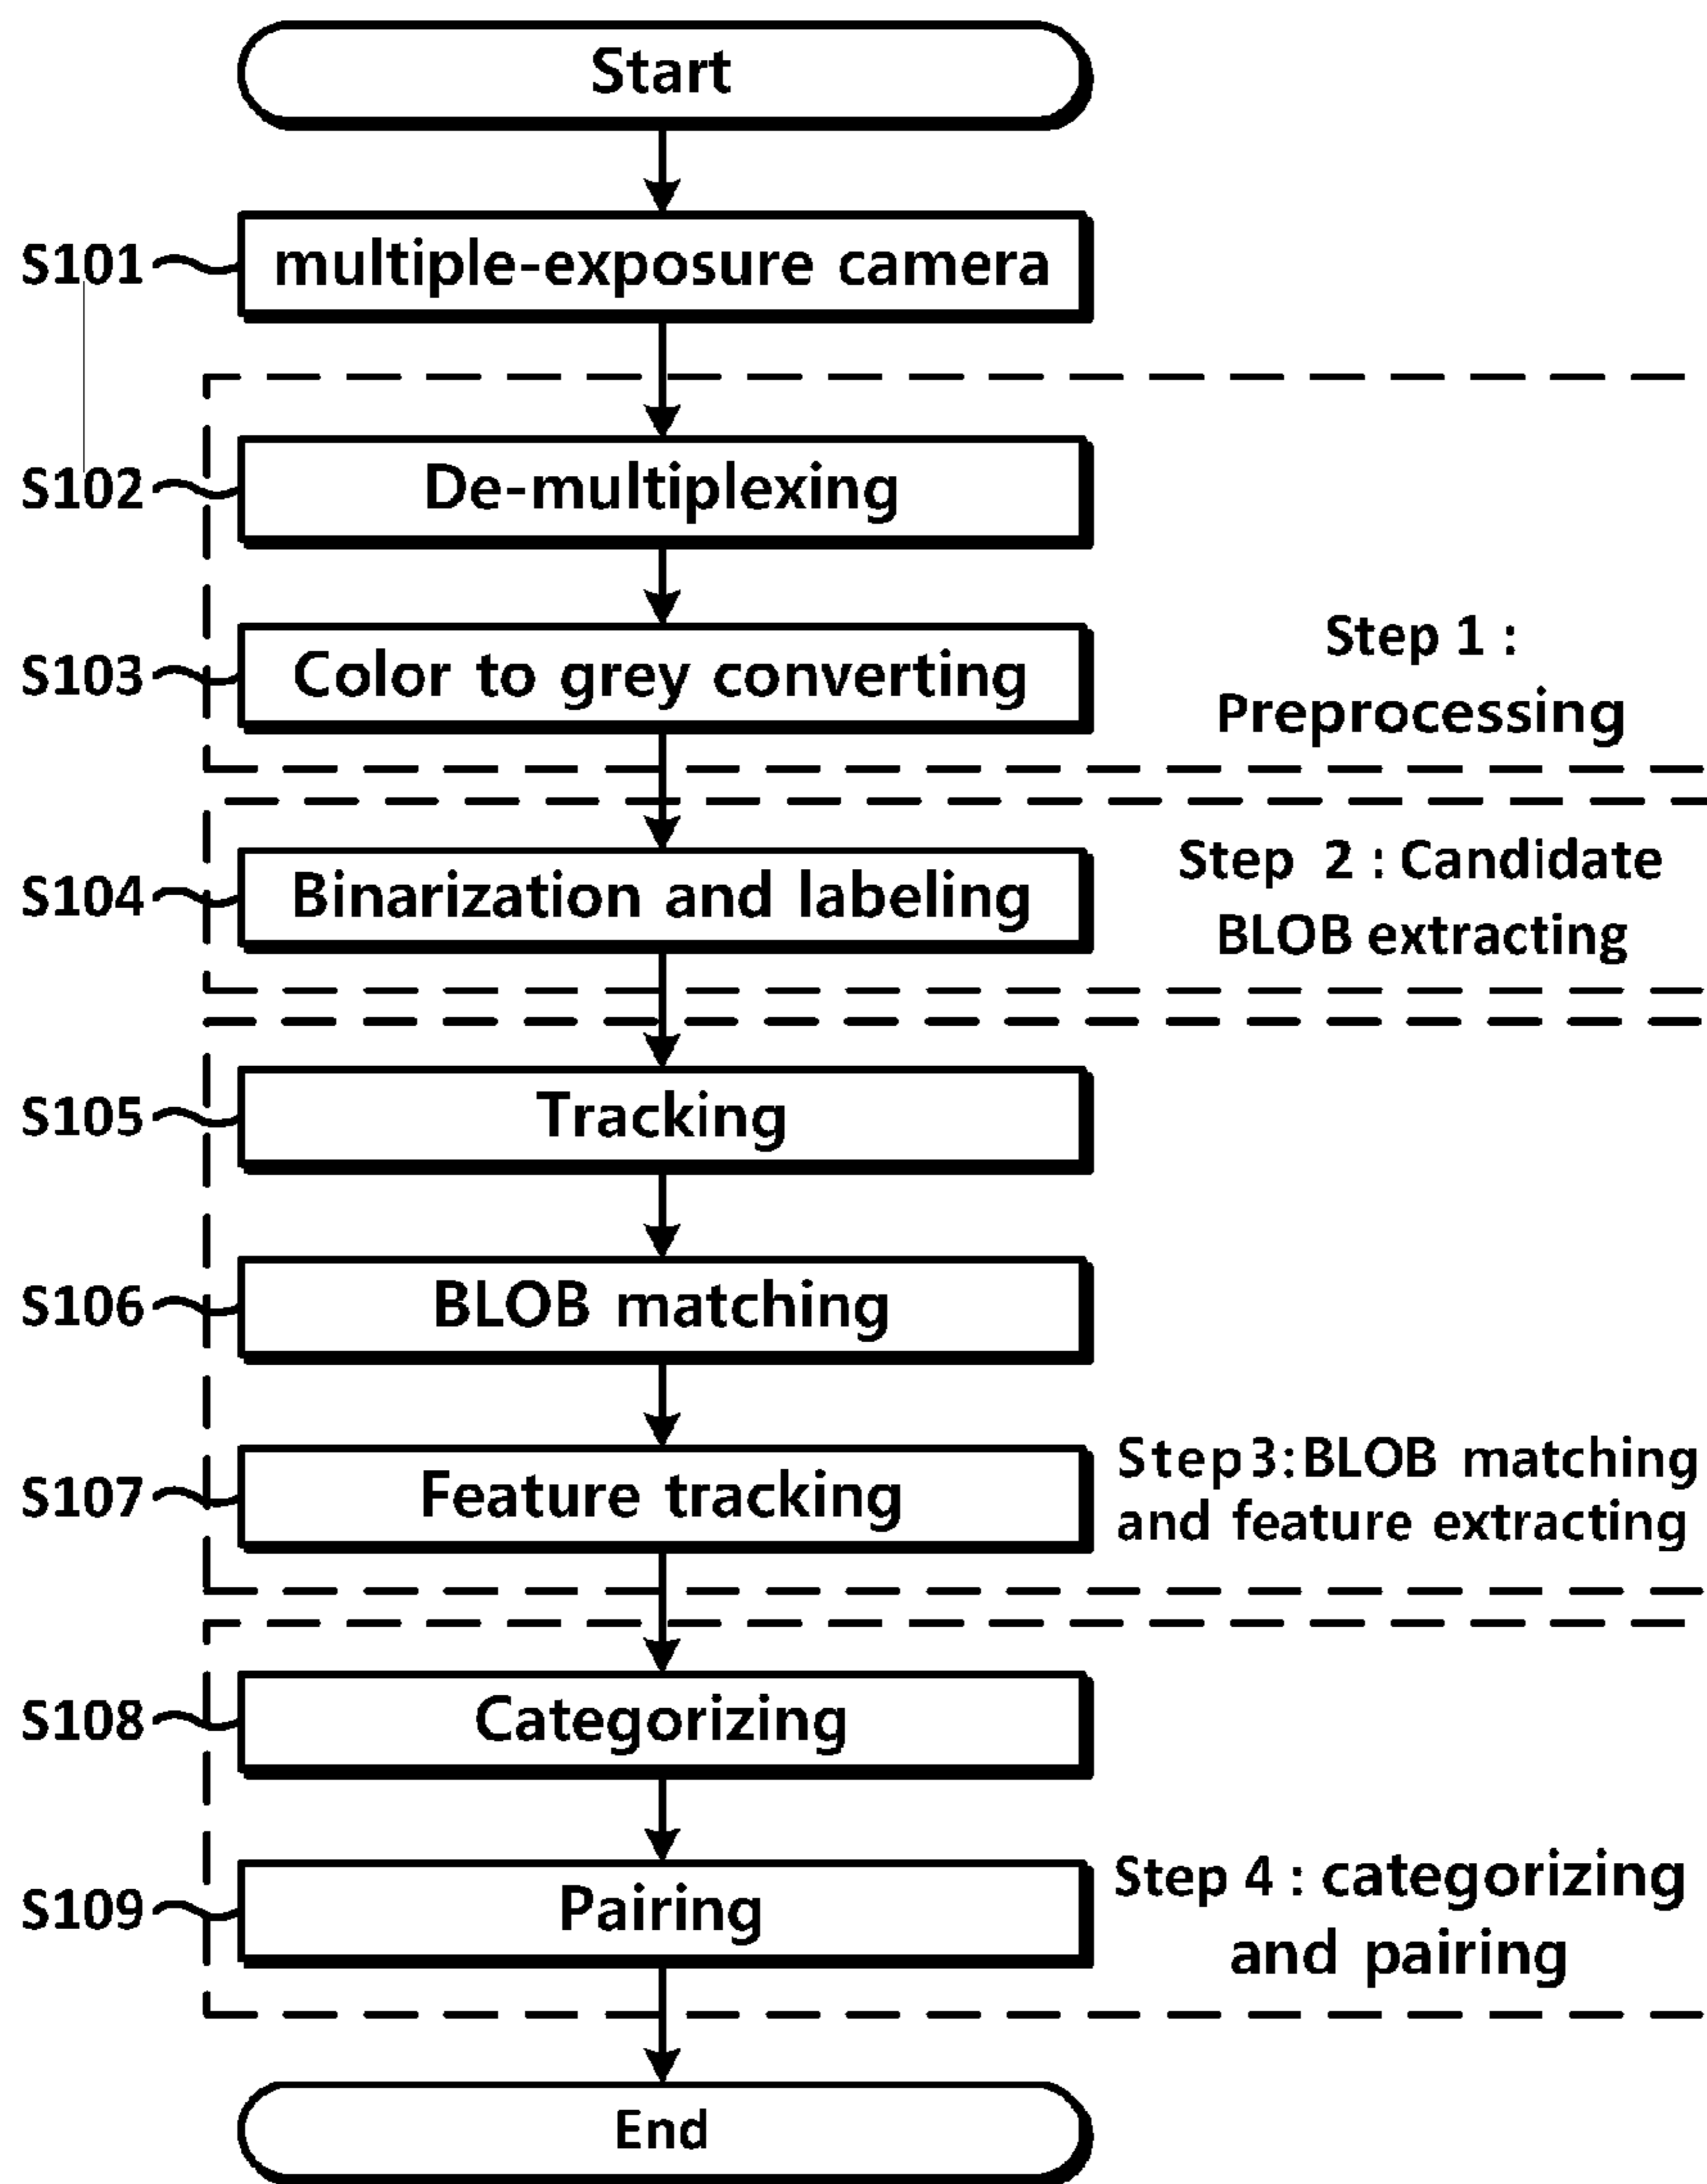 Start
S101 multiple-exposure camera
S102 De-multiplexing
S103 Color to grey converting
Step 1 :
Preprocessing
S104 Binarization and labeling
Step 2 : Candidate
BLOB extracting
S105 Tracking
S106 BLOB matching
S107 Feature tracking
Step3:BLOB matching
and feature extracting
S108 Categorizing
S109 Pairing
Step 4 : categorizing
and pairing
End